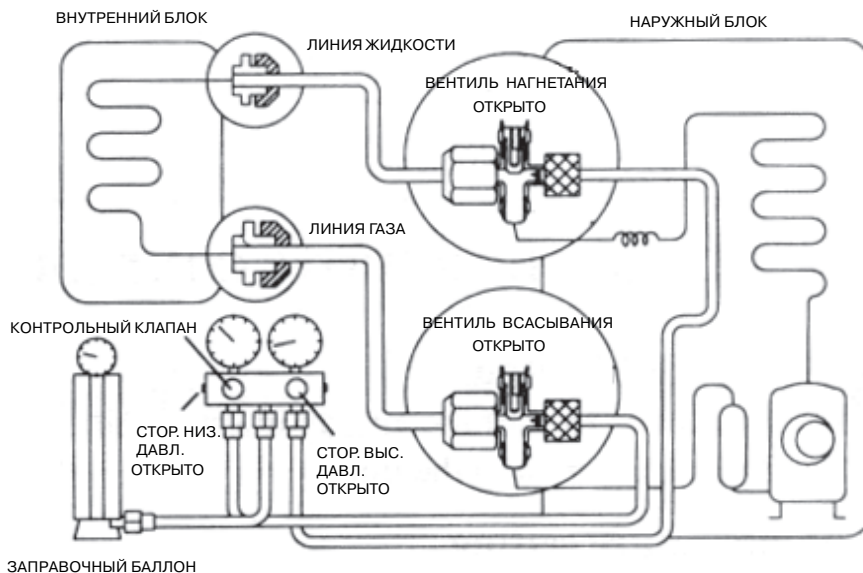 ВНУТРЕННИЙ БЛОК
НАРУЖНЫЙ БЛОК
ЛИНИЯ ЖИДКОСТИ
ВЕНТИЛЬ НАГНЕТАНИЯ
ОТКРЫТО
ЛИНИЯ ГАЗА
КОНТРОЛЬНЫЙ КЛАПАН
ВЕНТИЛЬ ВСАСЫВАНИЯ
ОТКРЫТО
СТОР. НИЗ.
ДАВЛ.
ОТКРЫТО
СТОР. ВЫС.
ДАВЛ.
ОТКРЫТО
ЗАПРАВОЧНЫЙ БАЛЛОН